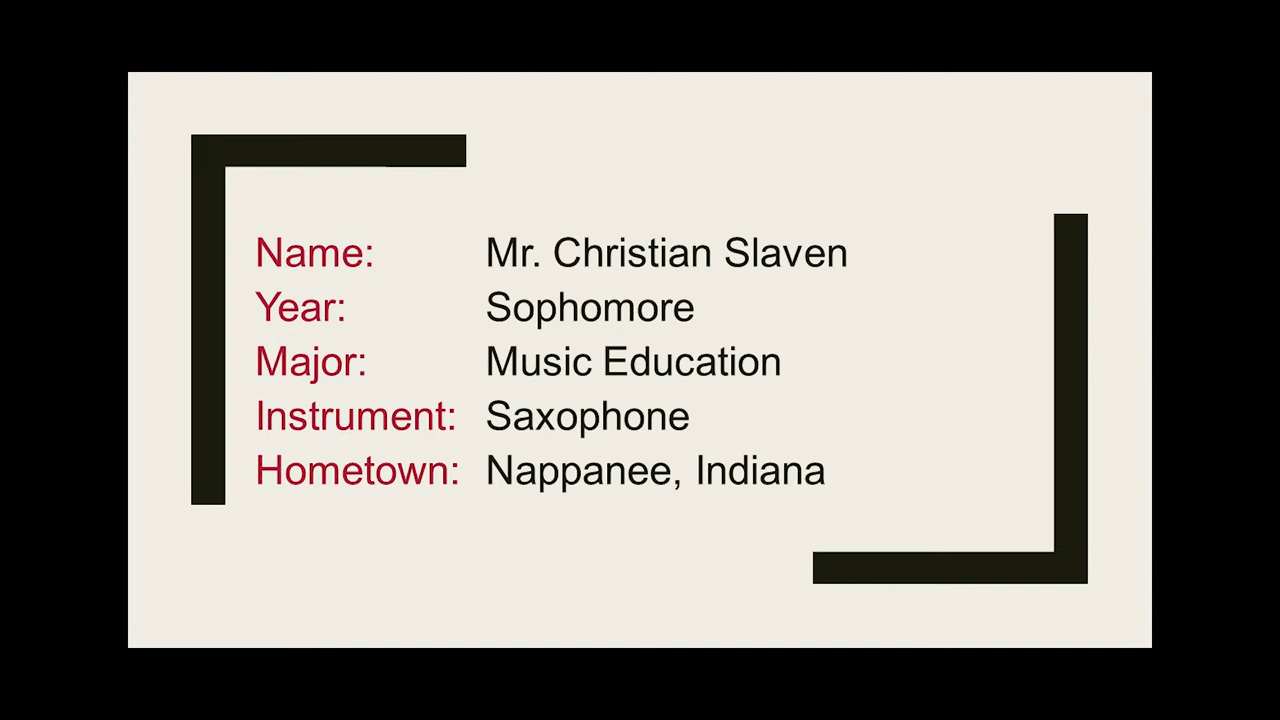 Name: Mr. Christian Slaven
Year: Sophomore
Major: Music Education
Instrument: Saxophone
Hometown: Nappanee, Indiana